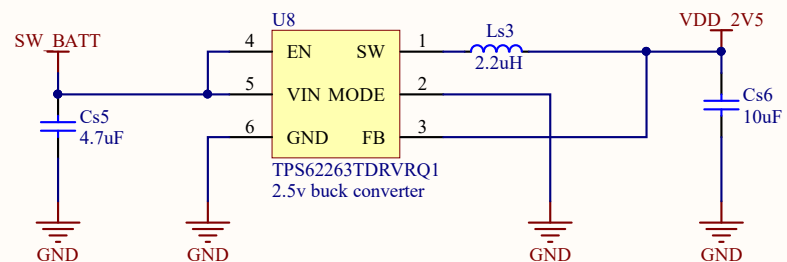 U8
SW_BATT
VDD_2V5
Ls3
2.2uH
4 EN SW 1
5 VIN MODE 2
6 GND FB 3
Cs5
4.7uF
Cs6
10uF
TPS62263TDRVRQ1
2.5v buck converter
GND GND GND GND